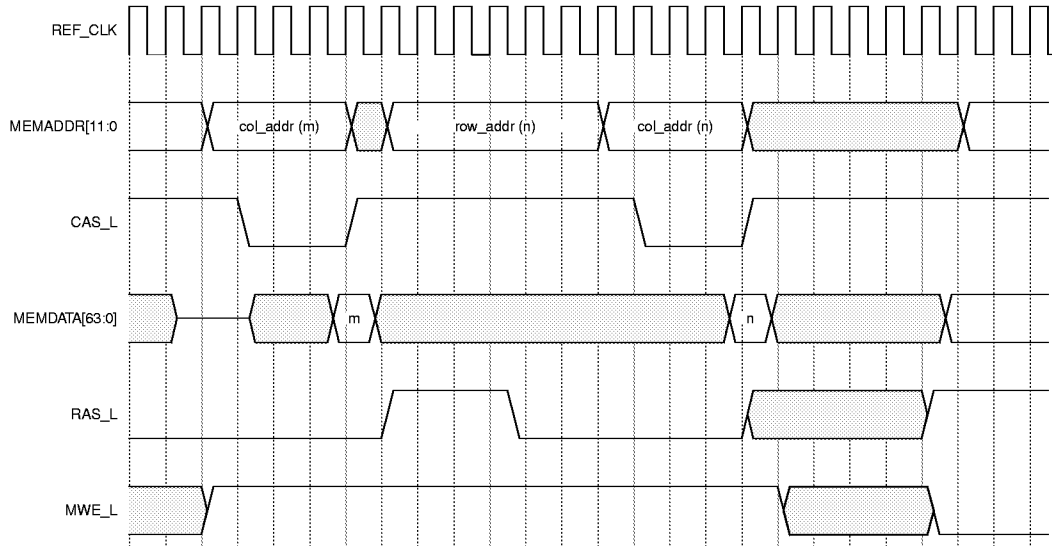 REF_CLK
MEMADDR[11:0
col_addr (m)
row_addr (n)
col_addr (n)
CAS_L
MEMDATA[63:0]
m
n
RAS_L
MWE_L